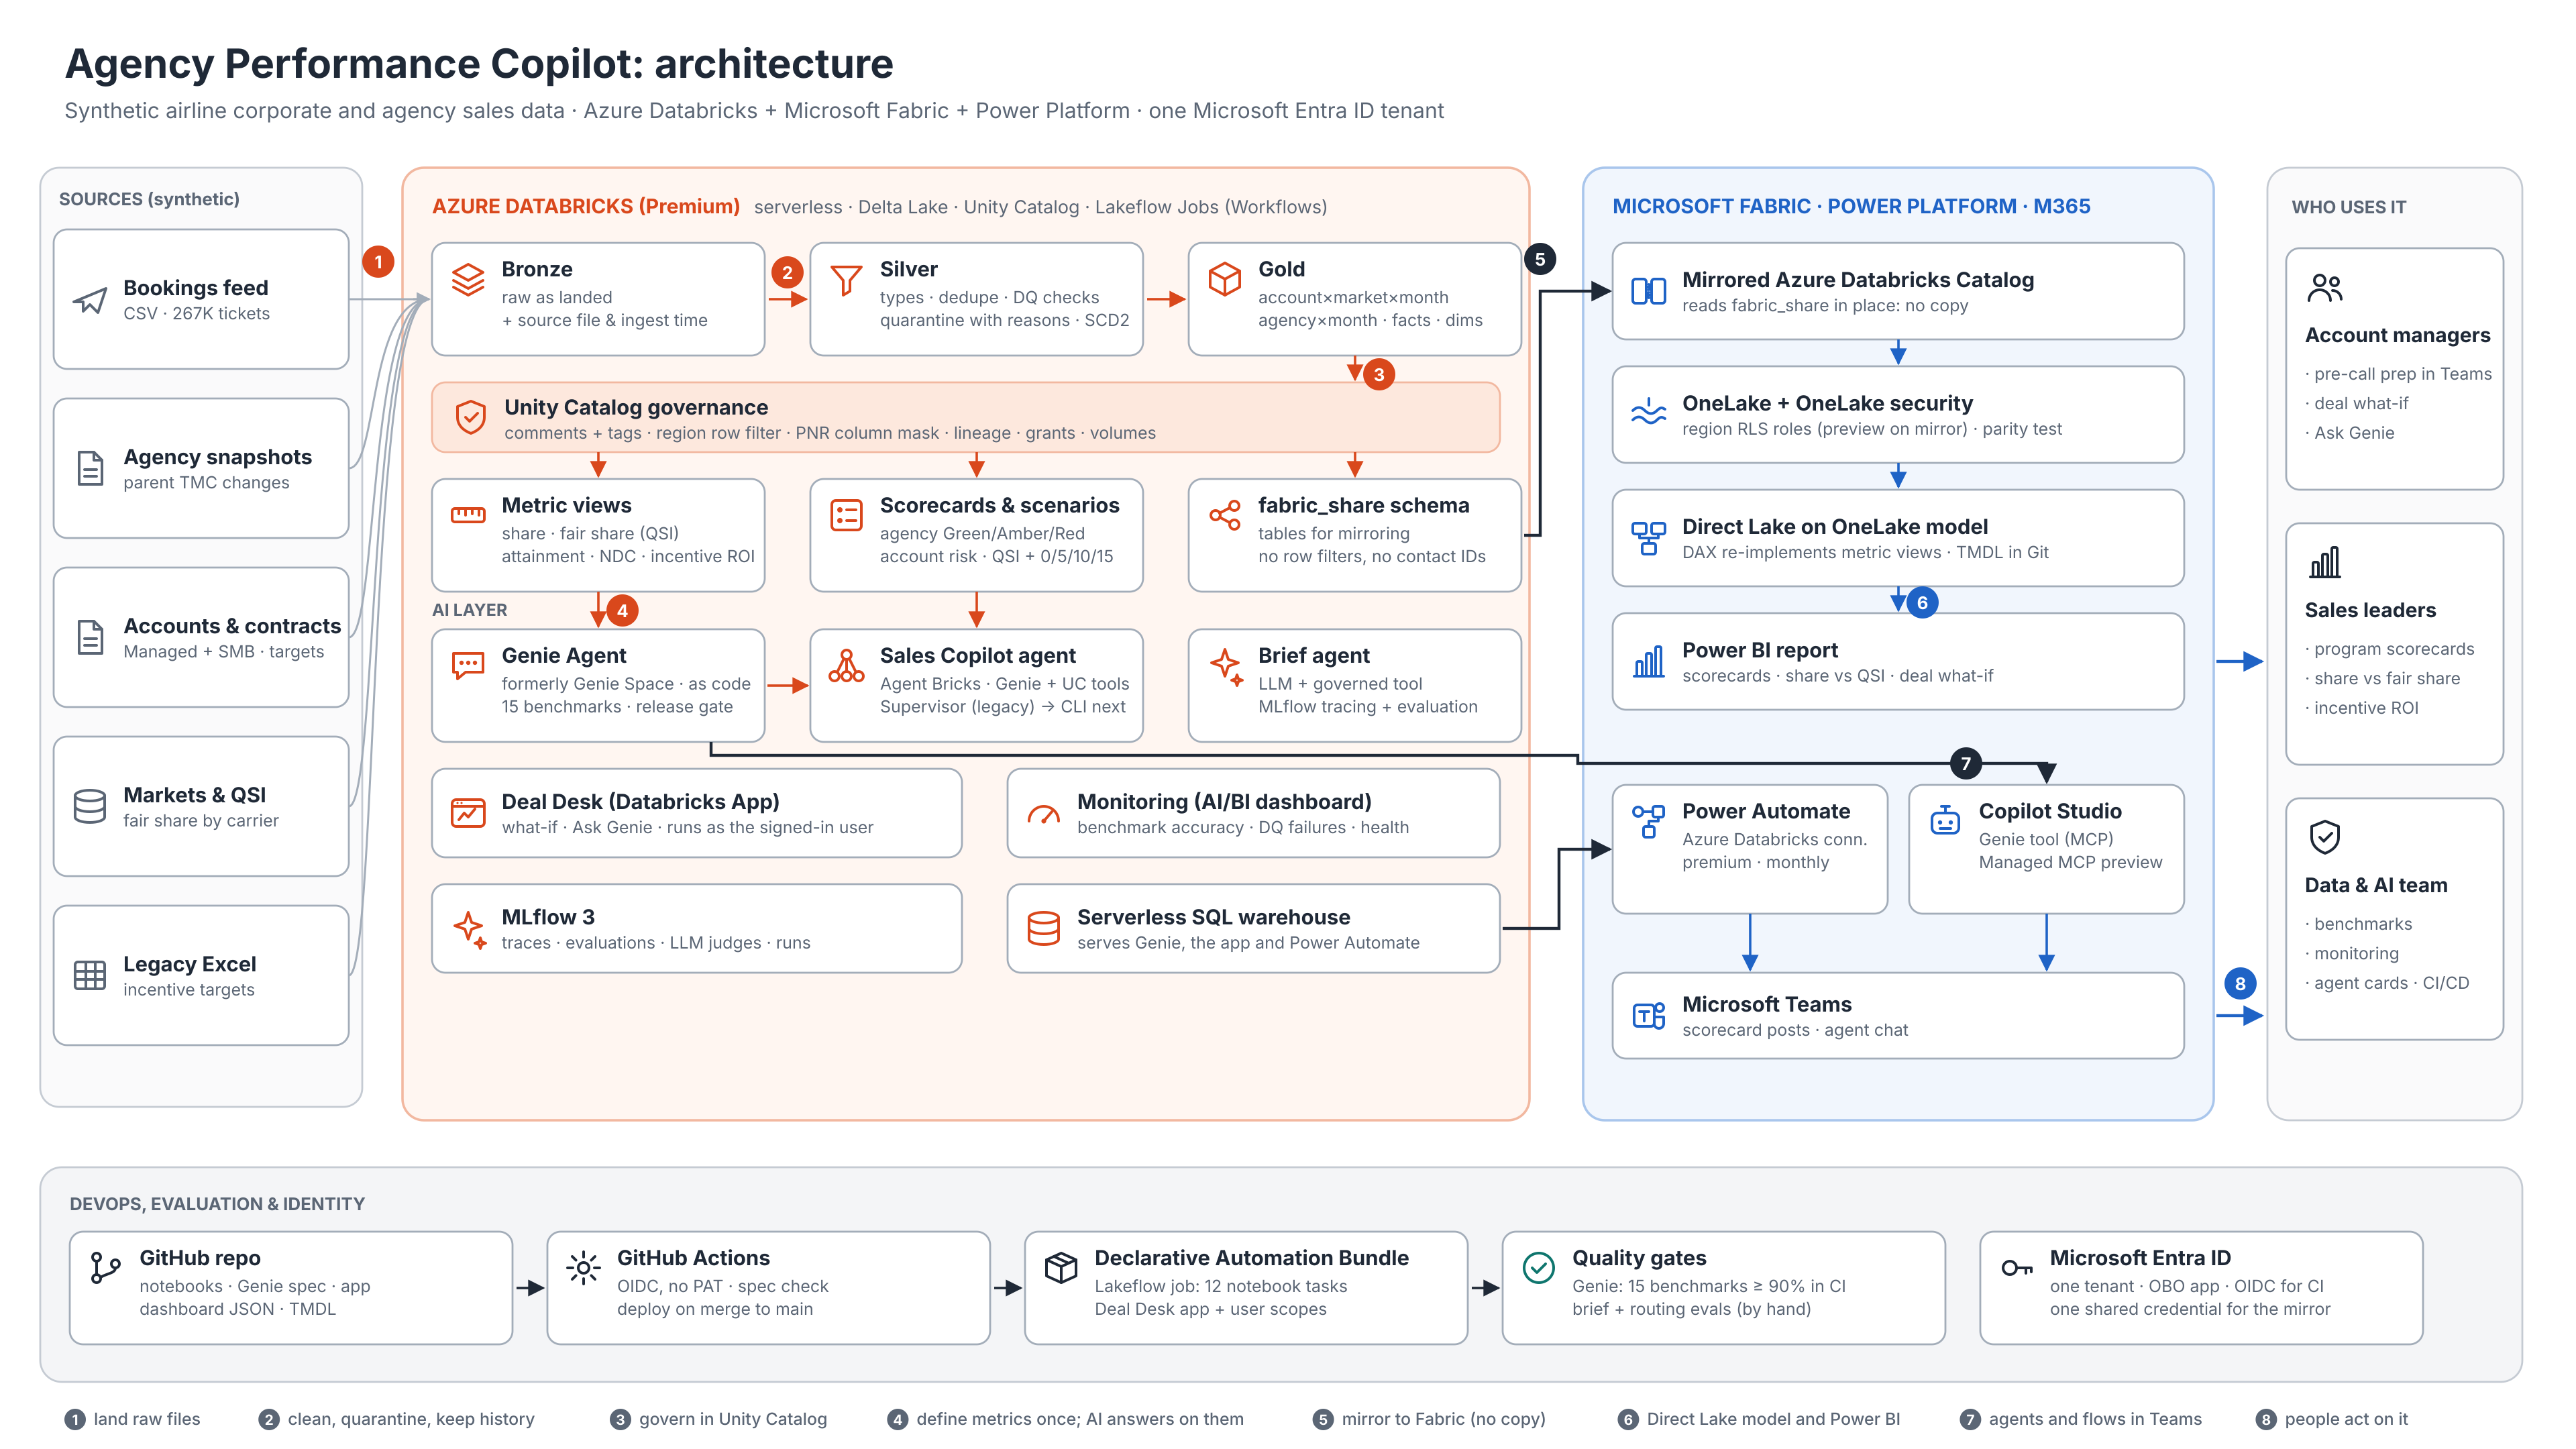 Agency Performance Copilot: architecture
Synthetic airline corporate and agency sales data · Azure Databricks + Microsoft Fabric + Power Platform · one Microsoft Entra ID tenant
SOURCES (synthetic)
Bookings feed
CSV · 267K tickets
Agency snapshots
parent TMC changes
Accounts & contracts
Managed + SMB · targets
Markets & QSI
fair share by carrier
Legacy Excel
incentive targets
1
AZURE DATABRICKS (Premium) serverless · Delta Lake · Unity Catalog · Lakeflow Jobs (Workflows)
Bronze
raw as landed
+ source file & ingest time
2
Silver
types · dedupe · DQ checks
quarantine with reasons · SCD2
Gold
account×market×month
agency×month · facts · dims
3
Unity Catalog governance
comments + tags · region row filter · PNR column mask · lineage · grants · volumes
Metric views
share · fair share (QSI)
attainment · NDC · incentive ROI
Scorecards & scenarios
agency Green/Amber/Red
account risk · QSI + 0/5/10/15
fabric_share schema
tables for mirroring
no row filters, no contact IDs
AI LAYER
4
Genie Agent
formerly Genie Space · as code
15 benchmarks · release gate
Sales Copilot agent
Agent Bricks · Genie + UC tools
Supervisor (legacy) → CLI next
Brief agent
LLM + governed tool
MLflow tracing + evaluation
Deal Desk (Databricks App)
what-if · Ask Genie · runs as the signed-in user
Monitoring (AI/BI dashboard)
benchmark accuracy · DQ failures · health
MLflow 3
traces · evaluations · LLM judges · runs
Serverless SQL warehouse
serves Genie, the app and Power Automate
5
MICROSOFT FABRIC · POWER PLATFORM · M365
Mirrored Azure Databricks Catalog
reads fabric_share in place: no copy
OneLake + OneLake security
region RLS roles (preview on mirror) · parity test
Direct Lake on OneLake model
DAX re-implements metric views · TMDL in Git
6
Power BI report
scorecards · share vs QSI · deal what-if
7
Power Automate
Azure Databricks conn.
premium · monthly
Copilot Studio
Genie tool (MCP)
Managed MCP preview
Microsoft Teams
scorecard posts · agent chat
8
WHO USES IT
Account managers
· pre-call prep in Teams
· deal what-if
· Ask Genie
Sales leaders
· program scorecards
· share vs fair share
· incentive ROI
Data & AI team
· benchmarks
· monitoring
· agent cards · CI/CD
DEVOPS, EVALUATION & IDENTITY
GitHub repo
notebooks · Genie spec · app
dashboard JSON · TMDL
GitHub Actions
OIDC, no PAT · spec check
deploy on merge to main
Declarative Automation Bundle
Lakeflow job: 12 notebook tasks
Deal Desk app + user scopes
Quality gates
Genie: 15 benchmarks ≥ 90% in CI
brief + routing evals (by hand)
Microsoft Entra ID
one tenant · OBO app · OIDC for CI
one shared credential for the mirror
1 land raw files
2 clean, quarantine, keep history
3 govern in Unity Catalog
4 define metrics once; AI answers on them
5 mirror to Fabric (no copy)
6 Direct Lake model and Power BI
7 agents and flows in Teams
8 people act on it